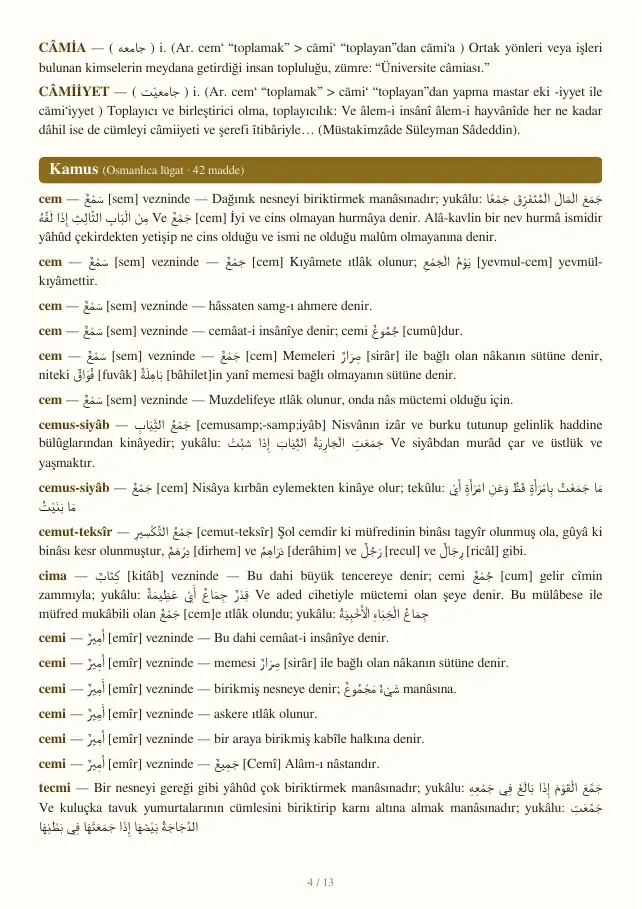 CÂMİA — ( جامعه ) i. (Ar. cem‘ “toplamak” > cāmi‘ “toplayan”dan cāmi‘a ) Ortak yönleri veya işleri
bulunan kimselerin meydana getirdiği insan topluluğu, zümre: “Üniversite câmiası.”
CÂMİİYET — ( جامعيّت ) i. (Ar. cem‘ “toplamak” > cāmi‘ “toplayan”dan yapma mastar eki -iyyet ile
cāmi‘iyyet ) Toplayıcı ve birleştirici olma, toplayıcılık: Ve âlem-i insânî âlem-i hayvânîde her ne kadar
dâhil ise de cümleyi câmiiyeti ve şerefi îtibâriyle… (Müstakimzâde Süleyman Sâdeddin).
Kamus (Osmanlıca lügat · 42 madde)
cem — سَمْعٌ [sem] vezninde — Dağınık nesneyi biriktirmek manâsınadır; yukâlu: جَمَعَ الْمَالَ الْمُتَفَرِّقَ جَمْعًا
مِنَ الْبَابِ الثَّالِثِ إِذَا لَفَّهُ Ve جَمْعٌ [cem] İyi ve cins olmayan hurmâya denir. Alâ-kavlin bir nev hurmâ ismidir
yâhûd çekirdekten yetişip ne cins olduğu ve ismi ne olduğu malûm olmayanına denir.
cem — سَمْعٌ [sem] vezninde — جَمْعٌ [cem] Kıyâmete ıtlâk olunur; يَوْمُ الْجَمْعِ [yevmul-cem] yevmül-
kıyâmettir.
cem — سَمْعٌ [sem] vezninde — hâssaten samg-ı ahmere denir.
cem — سَمْعٌ [sem] vezninde — cemâat-i insânîye denir; cemi جُمُوعٌ [cumû]dur.
cem — سَمْعٌ [sem] vezninde — جَمْعٌ [cem] Memeleri صِرَارٌ [sirâr] ile bağlı olan nâkanın sütüne denir,
niteki فُوَاقٌ [fuvâk] بَاهِلَةٌ [bâhilet]in yanî memesi bağlı olmayanın sütüne denir.
cem — سَمْعٌ [sem] vezninde — Muzdelifeye ıtlâk olunur, onda nâs müctemi olduğu için.
cemus-siyâb — جَمْعُ الثِّيَابِ [cemusamp;-samp;iyâb] Nisvânın izâr ve burku tutunup gelinlik haddine
bülûglarından kinâyedir; yukâlu: جَمَعَتِ الْجَارِيَةُ الثِّيَابَ إِذَا شَبَّتْ Ve siyâbdan murâd çar ve üstlük ve
yaşmaktır.
cemus-siyâb — جَمْعٌ [cem] Nisâya kırbân eylemekten kinâye olur; tekûlu: مَا جَمَعْتُ بِامْرَأَةٍ قَطُّ وَعَنِ امْرَأَةٍ أَيْ
مَا بَنَيْتُ
cemut-teksîr — جَمْعُ التَّكْسِيرِ [cemut-teksîr] Şol cemdir ki müfredinin binâsı tagyîr olunmuş ola, gûyâ ki
binâsı kesr olunmuştur, دِرْهَمٌ [dirhem] ve دَرَاهِمُ [derâhim] ve رَجُلٌ [recul] ve رِجَالٌ [ricâl] gibi.
cima — كِتَابٌ [kitâb] vezninde — Bu dahi büyük tencereye denir; cemi جُمْعٌ [cum] gelir cîmin
zammıyla; yukâlu: قِدْرٌ جِمَاعٌ أَيْ عَظِيمَةٌ Ve aded cihetiyle müctemi olan şeye denir. Bu mülâbese ile
müfred mukâbili olan جَمْعٌ [cem]e ıtlâk olundu; yukâlu: جِمَاعُ الْخِبَاءِ الْأَخْبِيَةُ
cemi — أَمِيرٌ [emîr] vezninde — Bu dahi cemâat-i insânîye denir.
cemi — أَمِيرٌ [emîr] vezninde — memesi صِرَارٌ [sirâr] ile bağlı olan nâkanın sütüne denir.
cemi — أَمِيرٌ [emîr] vezninde — birikmiş nesneye denir; شَيْءٌ مَجْمُوعٌ manâsına.
cemi — أَمِيرٌ [emîr] vezninde — askere ıtlâk olunur.
cemi — أَمِيرٌ [emîr] vezninde — bir araya birikmiş kabîle halkına denir.
cemi — أَمِيرٌ [emîr] vezninde — جَمِيعٌ [Cemî] Alâm-ı nâstandır.
tecmi — Bir nesneyi gereği gibi yâhûd çok biriktirmek manâsınadır; yukâlu: جَمَّعَ الْقَوْمَ إِذَا بَالَغَ فِي جَمْعِهِ
Ve kuluçka tavuk yumurtalarının cümlesini biriktirip karnı altına almak manâsınadır; yukâlu: جَمَّعَتِ
الدَّجَاجَةُ بَيْضَهَا إِذَا جَمَعَتْهَا فِي بَطْنِهَا
4 / 13